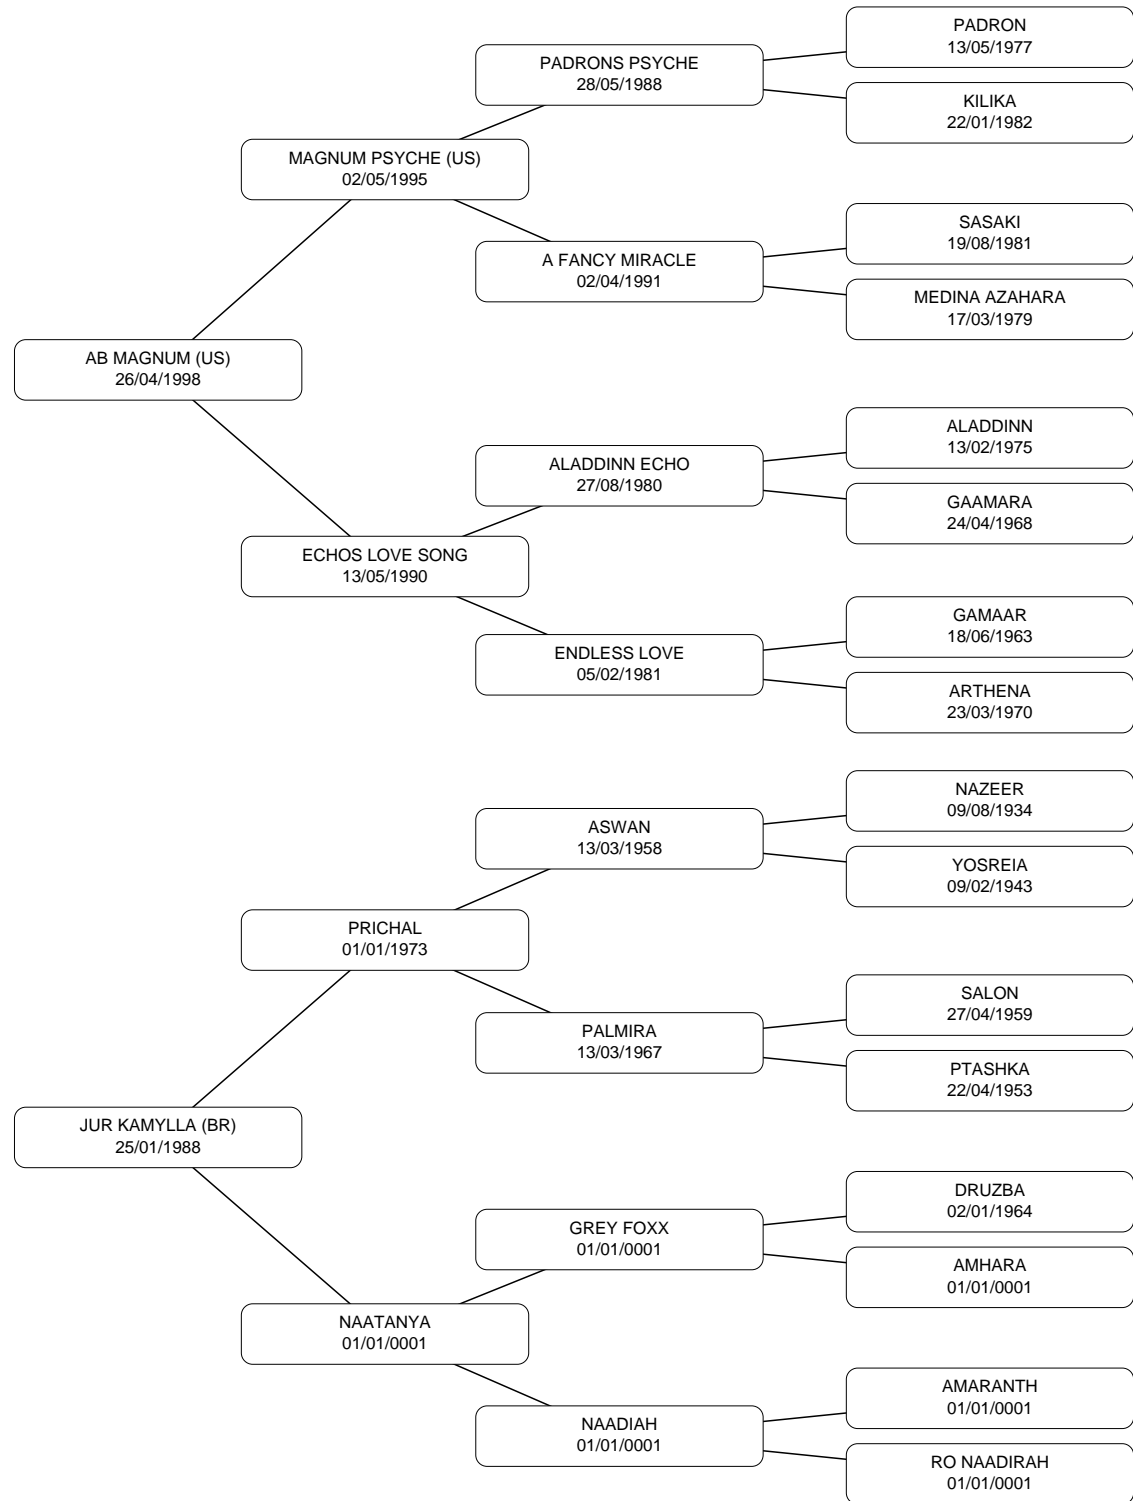 PADRON
13/05/1977
PADRONS PSYCHE
28/05/1988
KILIKA
22/01/1982
MAGNUM PSYCHE (US)
02/05/1995
SASAKI
19/08/1981
A FANCY MIRACLE
02/04/1991
MEDINA AZAHARA
17/03/1979
AB MAGNUM (US)
26/04/1998
ALADDINN
13/02/1975
ALADDINN ECHO
27/08/1980
GAAMARA
24/04/1968
ECHOS LOVE SONG
13/05/1990
GAMAAR
18/06/1963
ENDLESS LOVE
05/02/1981
ARTHENA
23/03/1970
NAZEER
09/08/1934
ASWAN
13/03/1958
YOSREIA
09/02/1943
PRICHAL
01/01/1973
SALON
27/04/1959
PALMIRA
13/03/1967
PTASHKA
22/04/1953
JUR KAMYLLA (BR)
25/01/1988
DRUZBA
02/01/1964
GREY FOXX
01/01/0001
AMHARA
01/01/0001
NAATANYA
01/01/0001
AMARANTH
01/01/0001
NAADIAH
01/01/0001
RO NAADIRAH
01/01/0001